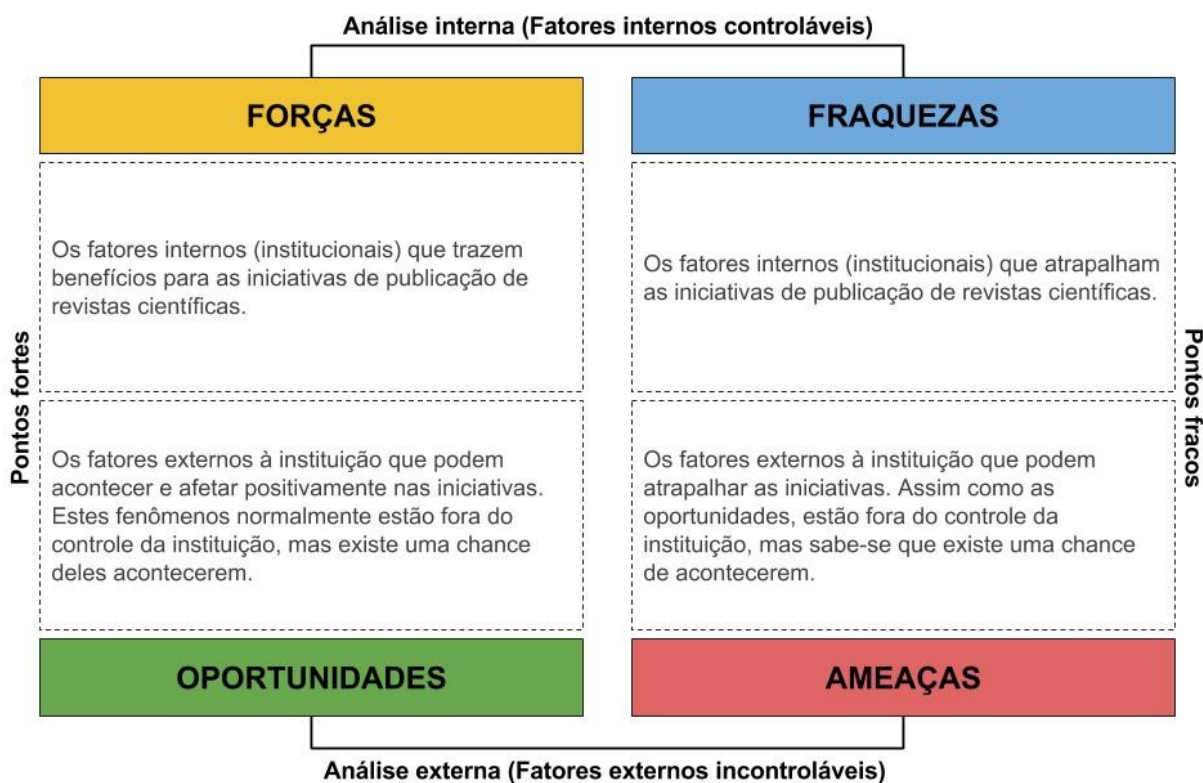 Análise interna (Fatores internos controláveis)
FORÇAS
FRAQUEZAS
Os fatores internos (institucionais) que trazem
benefícios para as iniciativas de publicação de
revistas científicas.
Os fatores internos (institucionais) que atrapalham
as iniciativas de publicação de revistas científicas.
Pontos fortes
Pontos fracos
Os fatores externos à instituição que podem
acontecer e afetar positivamente nas iniciativas.
Estes fenômenos normalmente estão fora do
controle da instituição, mas existe uma chance
deles acontecerem.
Os fatores externos à instituição que podem
atrapalhar as iniciativas. Assim como as
oportunidades, estão fora do controle da
instituição, mas sabe-se que existe uma chance
de acontecerem.
OPORTUNIDADES
AMEAÇAS
Análise externa (Fatores externos incontroláveis)